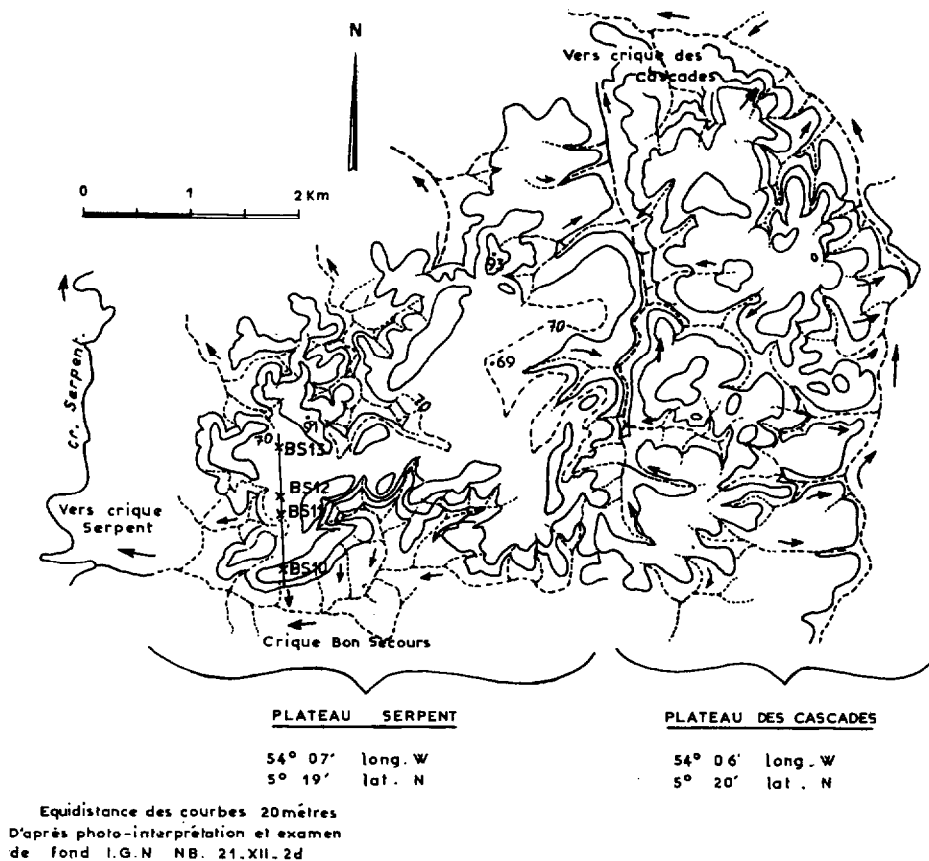 N
Vers crique des
cascades
0 1 2 Km
93
70
.69
70
91
70
BS13
BS12
BS11
BS10
cr. Serpent
Vers crique
Serpent
Crique Bon Secours
PLATEAU SERPENT
54° 07' long. W
5° 19' lat. N
PLATEAU DES CASCADES
54° 06' long. W
5° 20' lat. N
Equidistance des courbes 20 mètres
D'après photo-interprétation et examen
de fond I.G.N NB. 21-XII-2d